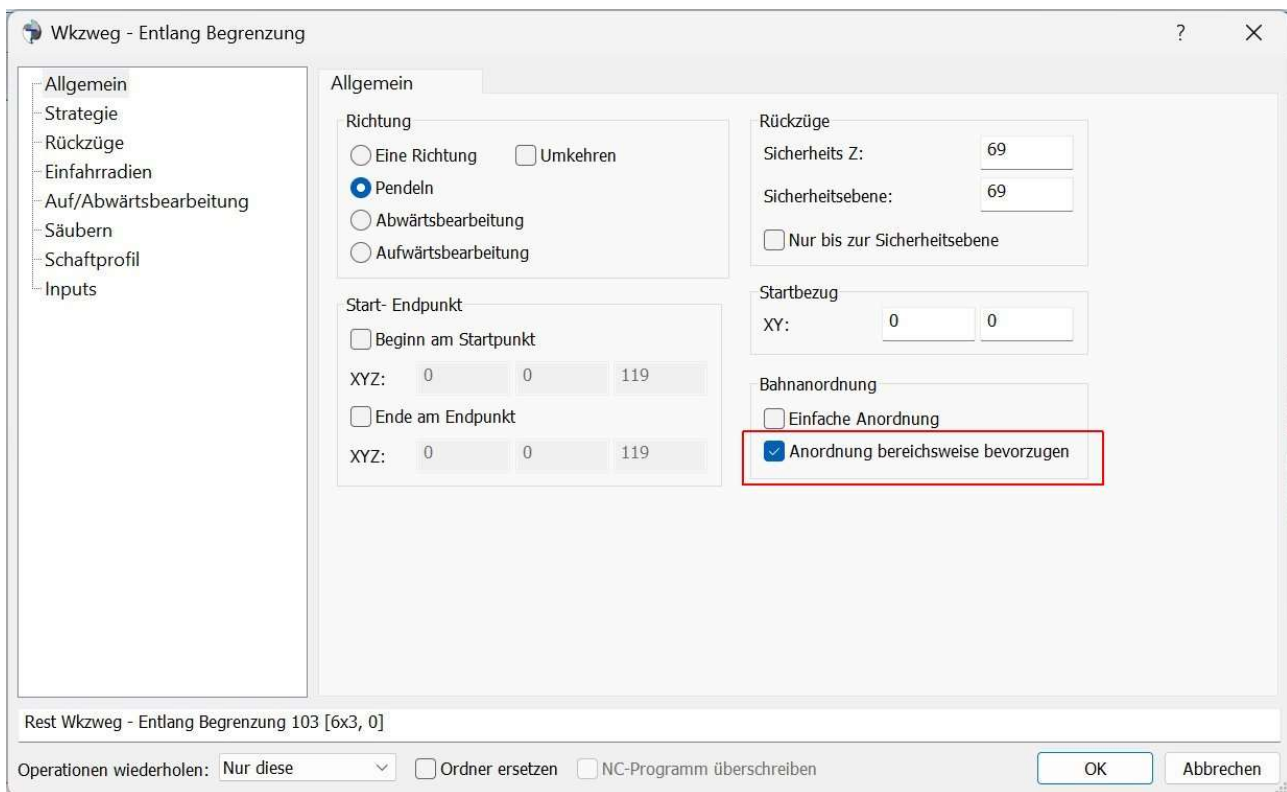 Wkzweg - Entlang Begrenzung
?
Allgemein
Strategie
Rückzüge
Einfahrradien
Auf/Abwärtsbearbeitung
Säubern
Schaftprofil
Inputs
Allgemein
Richtung
Eine Richtung Umkehren
Pendeln
Abwärtsbearbeitung
Aufwärtsbearbeitung
Start- Endpunkt
Beginn am Startpunkt
XYZ: 0 0 119
Ende am Endpunkt
XYZ: 0 0 119
Rückzüge
Sicherheits Z: 69
Sicherheitsebene: 69
Nur bis zur Sicherheitsebene
Startbezug
XY: 0 0
Bahnanordnung
Einfache Anordnung
Anordnung bereichsweise bevorzugen
Rest Wkzweg - Entlang Begrenzung 103 [6x3, 0]
Operationen wiederholen: Nur diese Ordner ersetzen NC-Programm überschreiben OK Abbrechen